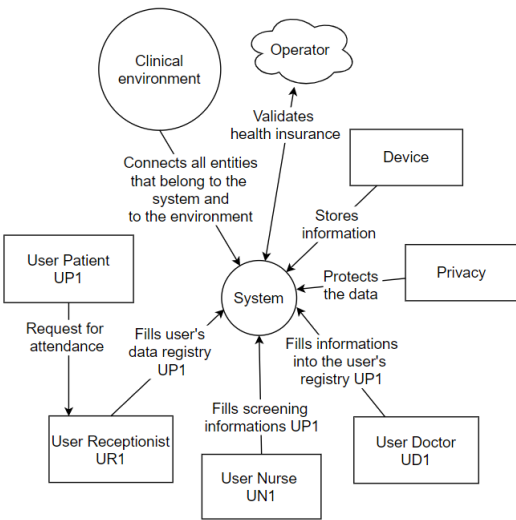 Clinical
environment
Operator
Validates
health insurance
Connects all entities
that belong to the
system and
to the environment
Device
Stores
information
User Patient
UP1
System
Protects
the data
Privacy
Request for
attendance
Fills user's
data registry
UP1
Fills informations
into the user's
registry UP1
Fills screening
informations UP1
User Receptionist
UR1
User Nurse
UN1
User Doctor
UD1